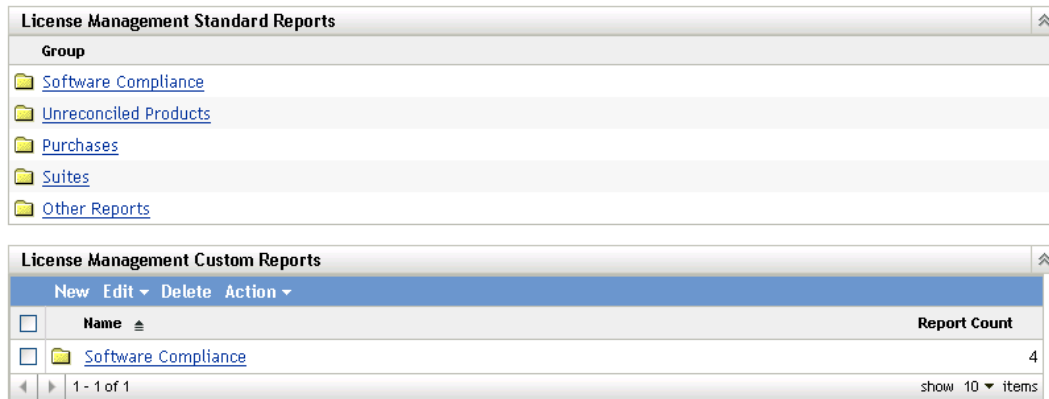 License Management Standard Reports
Group
Software Compliance
Unreconciled Products
Purchases
Suites
Other Reports
License Management Custom Reports
New Edit Delete Action
Name Report Count
Software Compliance 4
1 - 1 of 1 show 10 items